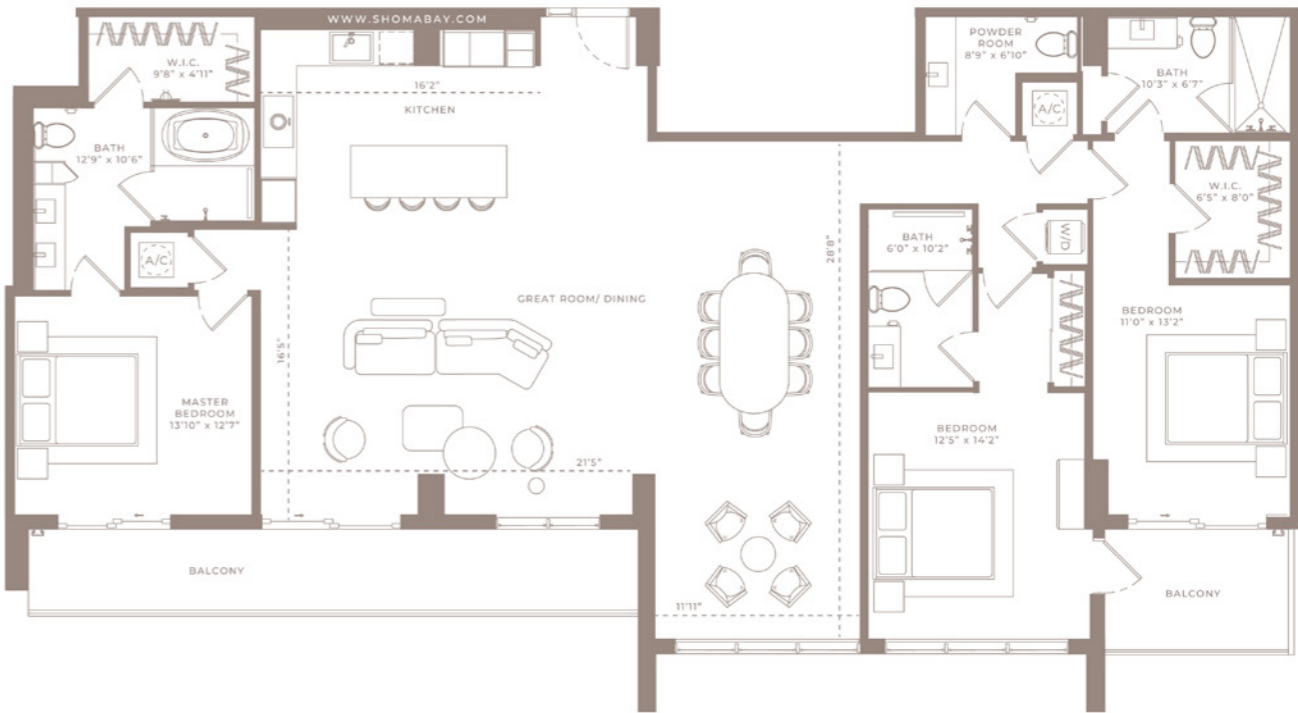 WWW.SHOMABAY.COM
W.I.C.
9'8" x 4'11"
16'2"
KITCHEN
POWDER
ROOM
8'9" x 6'10"
BATH
10'3" x 6'7"
A/C
BATH
12'9" x 10'6"
W.I.C.
6'5" x 8'0"
A/C
BATH
6'0" x 10'2"
W/D
28'8"
GREAT ROOM/ DINING
16'5"
BEDROOM
11'0" x 13'2"
MASTER
BEDROOM
13'10" x 12'7"
BEDROOM
12'5" x 14'2"
21'5"
BALCONY
BALCONY
11'11"